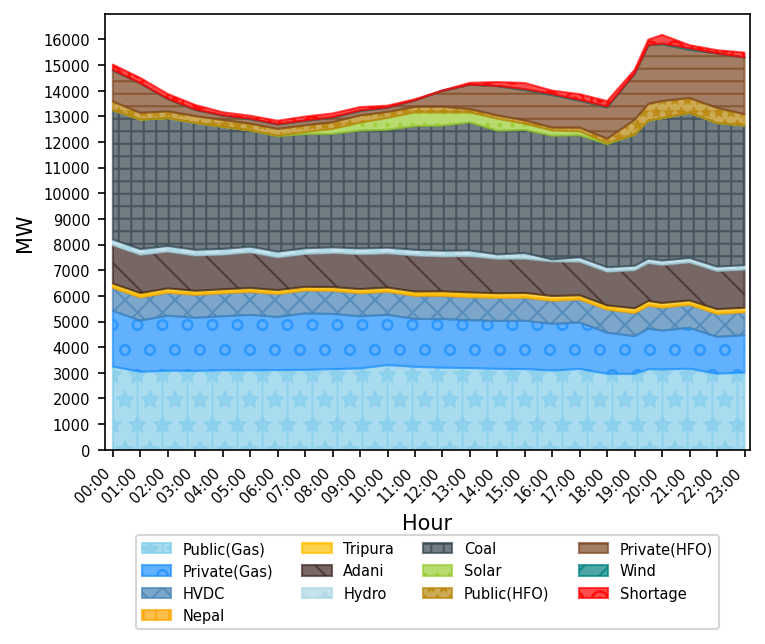 16000
15000
14000
13000
12000
11000
10000
9000
8000
7000
6000
5000
4000
3000
2000
1000
0
MW
00:00 01:00 02:00 03:00 04:00 05:00 06:00 07:00 08:00 09:00 10:00 11:00 12:00 13:00 14:00 15:00 16:00 17:00 18:00 19:00 20:00 21:00 22:00 23:00
Hour
Public(Gas) Tripura Coal Private(HFO)
Private(Gas) Adani Solar Wind
HVDC Hydro Public(HFO) Shortage
Nepal